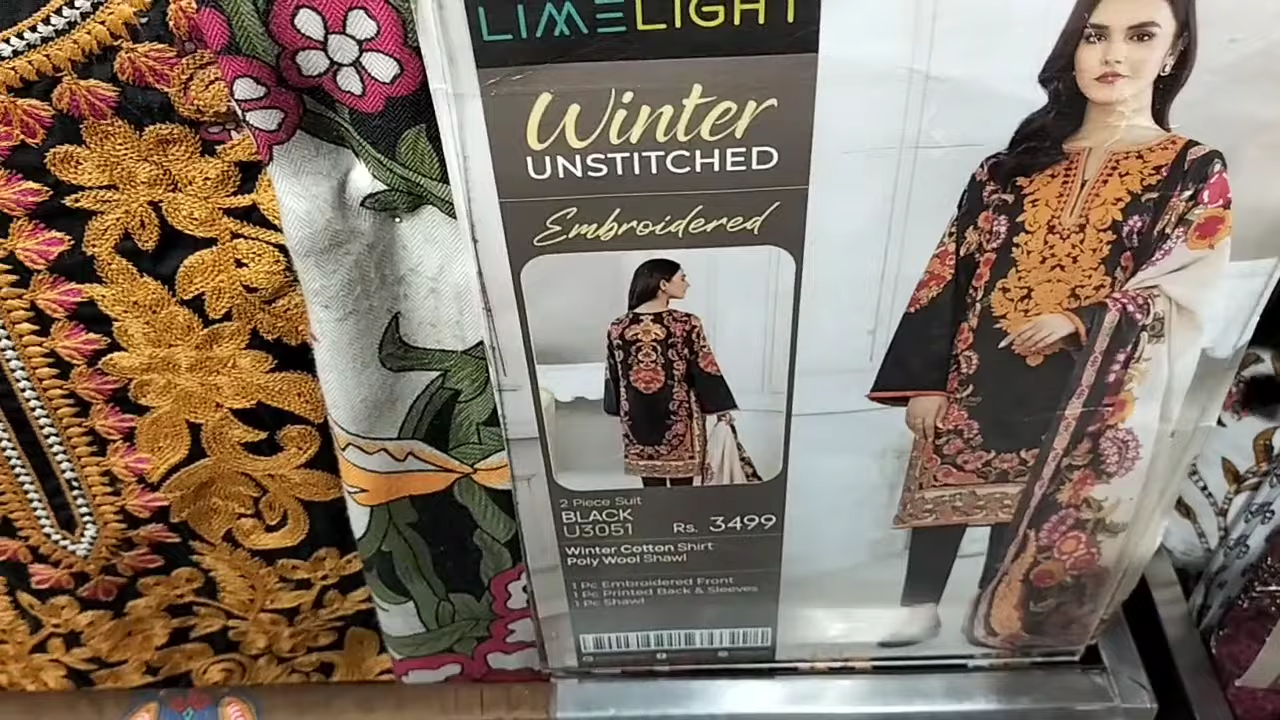 LIMELIGHT
Winter
UNSTITCHED
Embroidered
2 Piece Suit
BLACK
U3051
Rs. 3499
Winter Cotton Shirt
Poly Wool Shawl
1 Pc Embroidered Front
1 Pc Printed Back & Sleeves
1 Pc Shawl